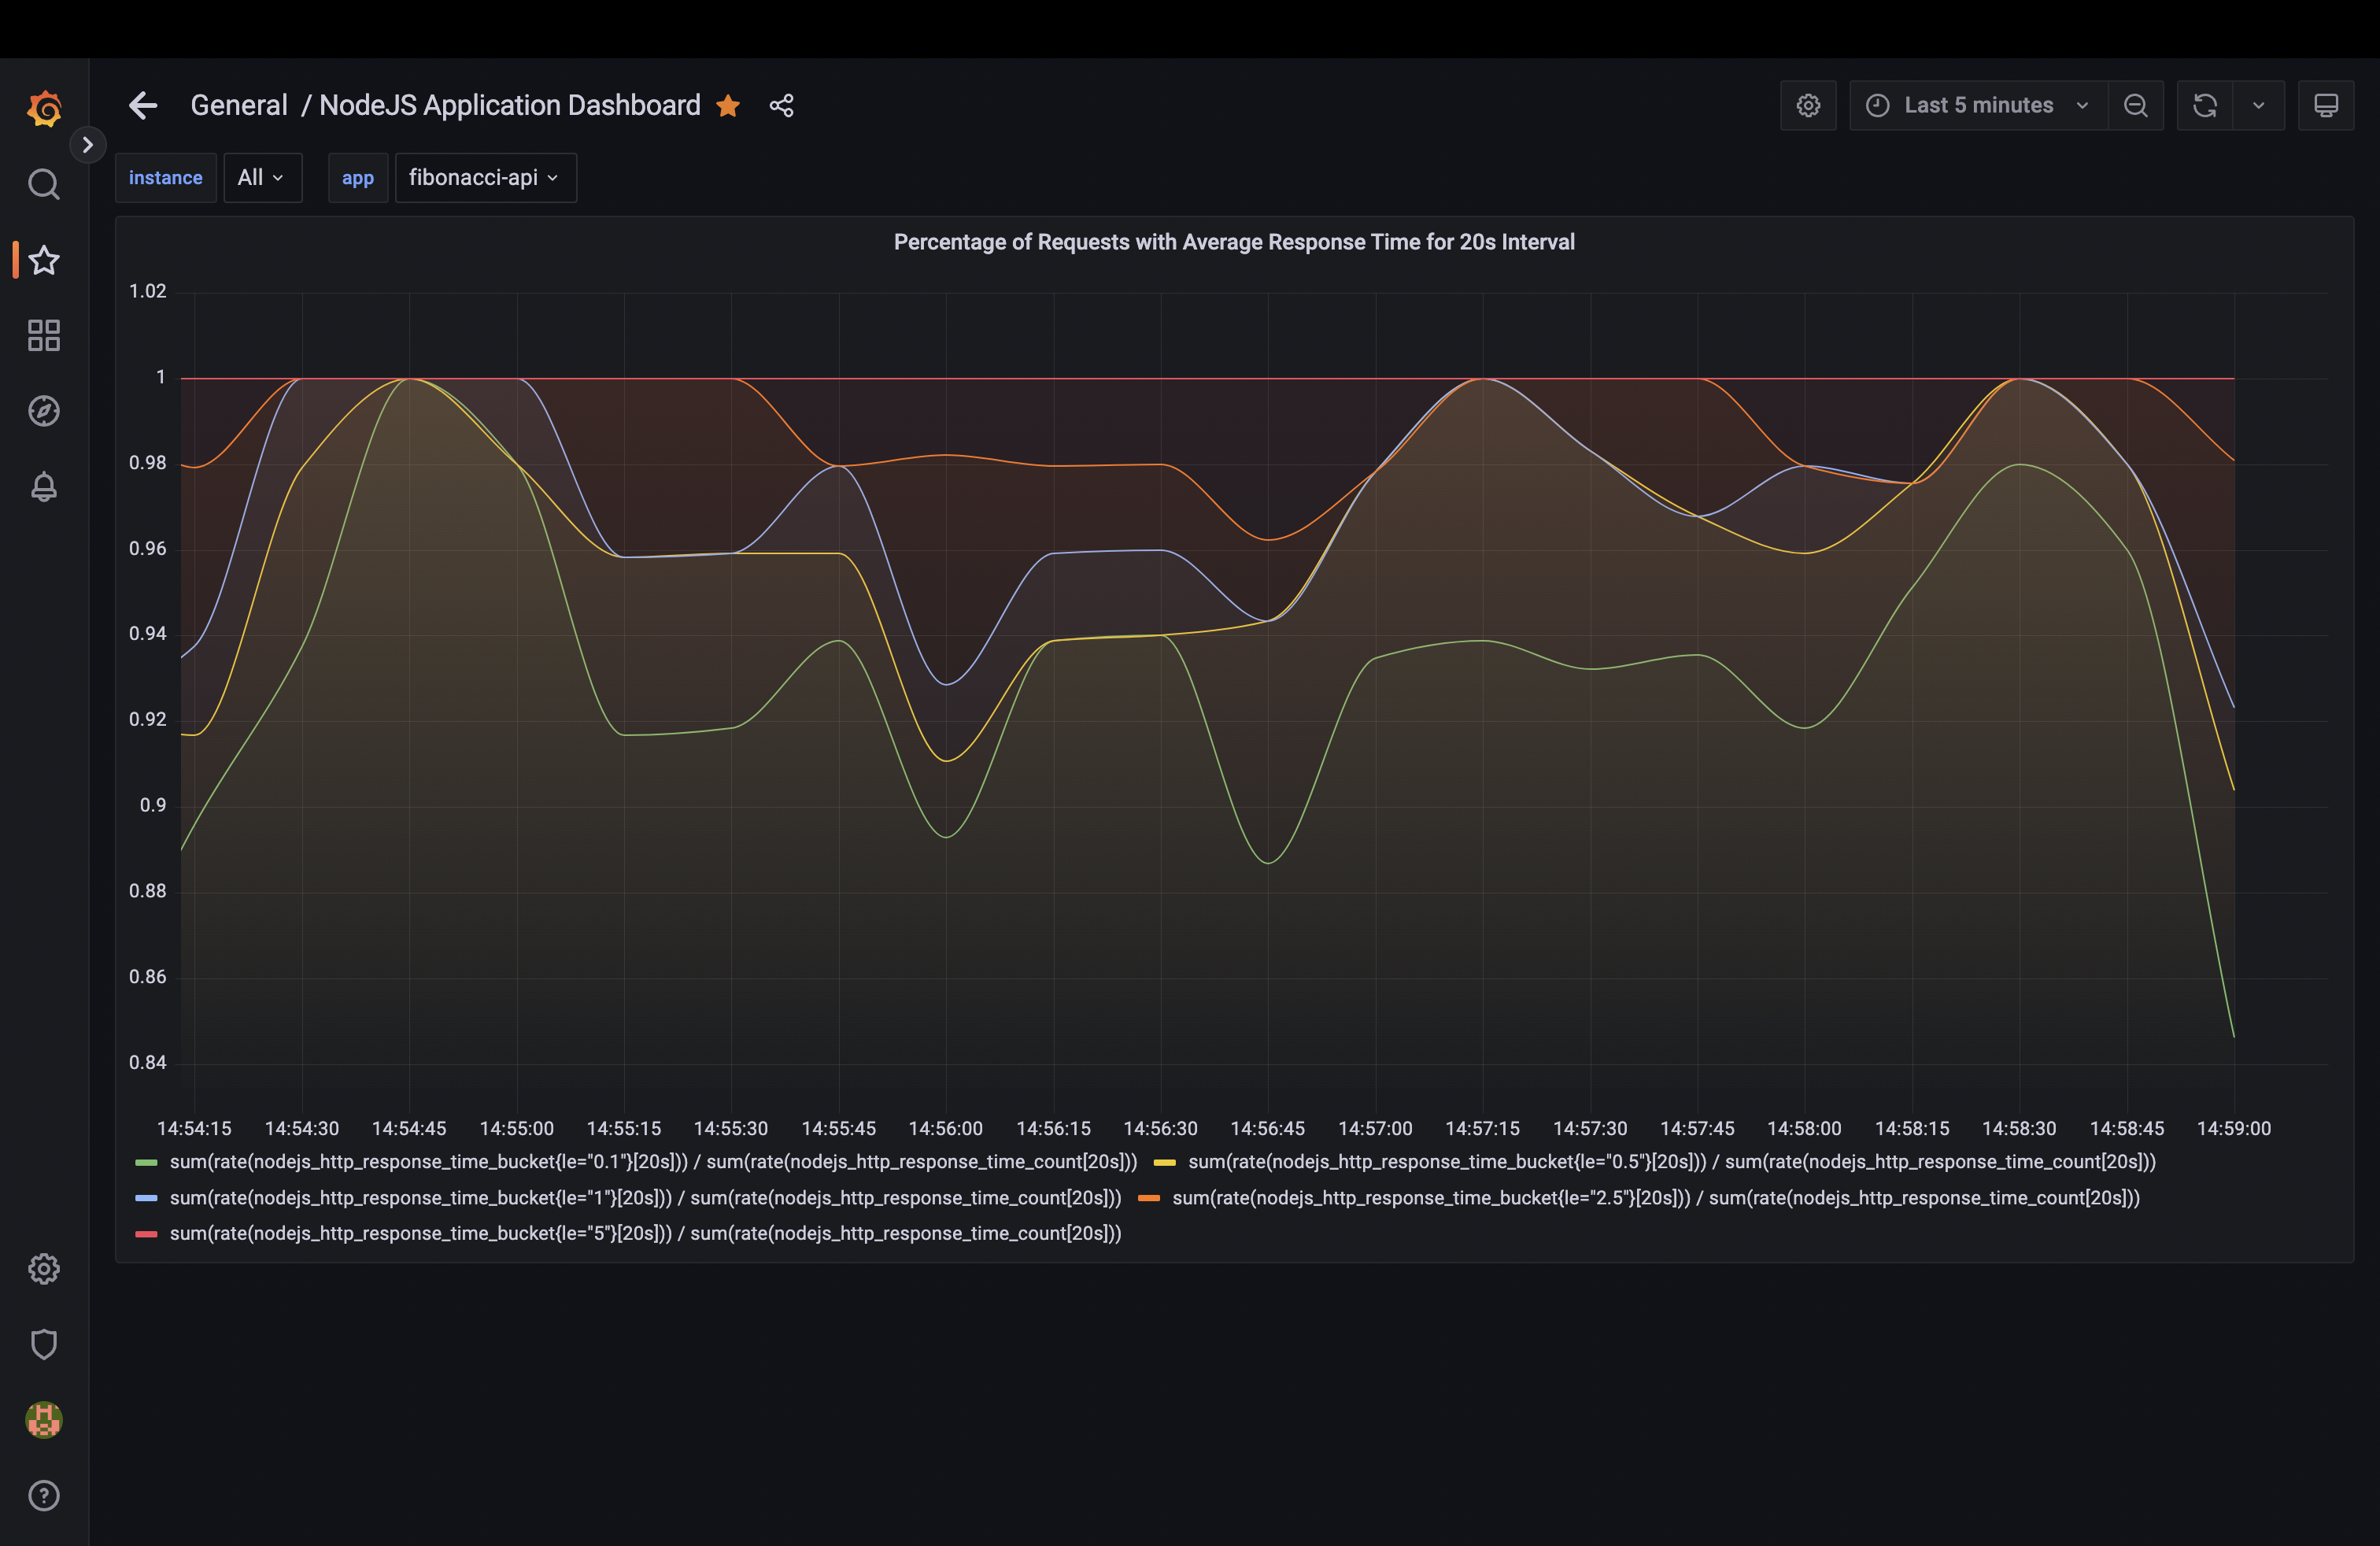 General / NodeJS Application Dashboard
Last 5 minutes
instance All app fibonacci-api
Percentage of Requests with Average Response Time for 20s Interval
1.02
1
0.98
0.96
0.94
0.92
0.9
0.88
0.86
0.84
14:54:15 14:54:30 14:54:45 14:55:00 14:55:15 14:55:30 14:55:45 14:56:00 14:56:15 14:56:30 14:56:45 14:57:00 14:57:15 14:57:30 14:57:45 14:58:00 14:58:15 14:58:30 14:58:45 14:59:00
sum(rate(nodejs_http_response_time_bucket{le="0.1"}[20s])) / sum(rate(nodejs_http_response_time_count[20s])) sum(rate(nodejs_http_response_time_bucket{le="0.5"}[20s])) / sum(rate(nodejs_http_response_time_count[20s]))
sum(rate(nodejs_http_response_time_bucket{le="1"}[20s])) / sum(rate(nodejs_http_response_time_count[20s])) sum(rate(nodejs_http_response_time_bucket{le="2.5"}[20s])) / sum(rate(nodejs_http_response_time_count[20s]))
sum(rate(nodejs_http_response_time_bucket{le="5"}[20s])) / sum(rate(nodejs_http_response_time_count[20s]))